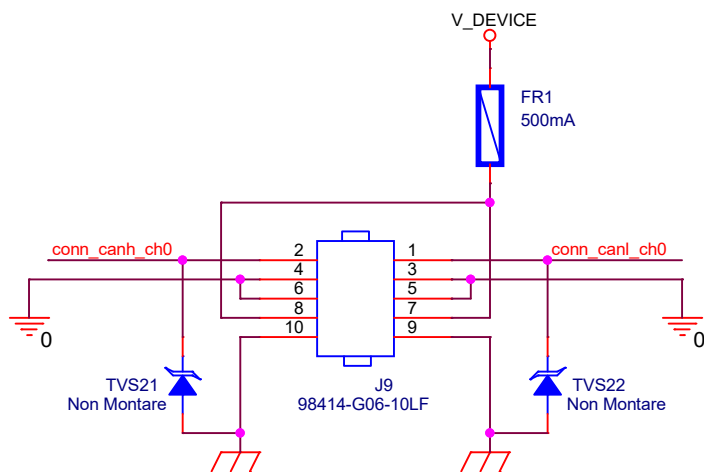 V_DEVICE
FR1
500mA
conn_canh_ch0
conn_canl_ch0
2
1
4
3
6
5
8
7
10
9
0
0
TVS21
Non Montare
J9
98414-G06-10LF
TVS22
Non Montare